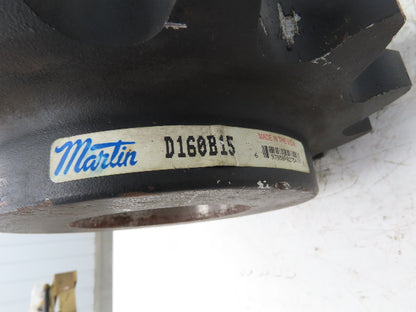 Martin D160B15
MADE IN THE USA